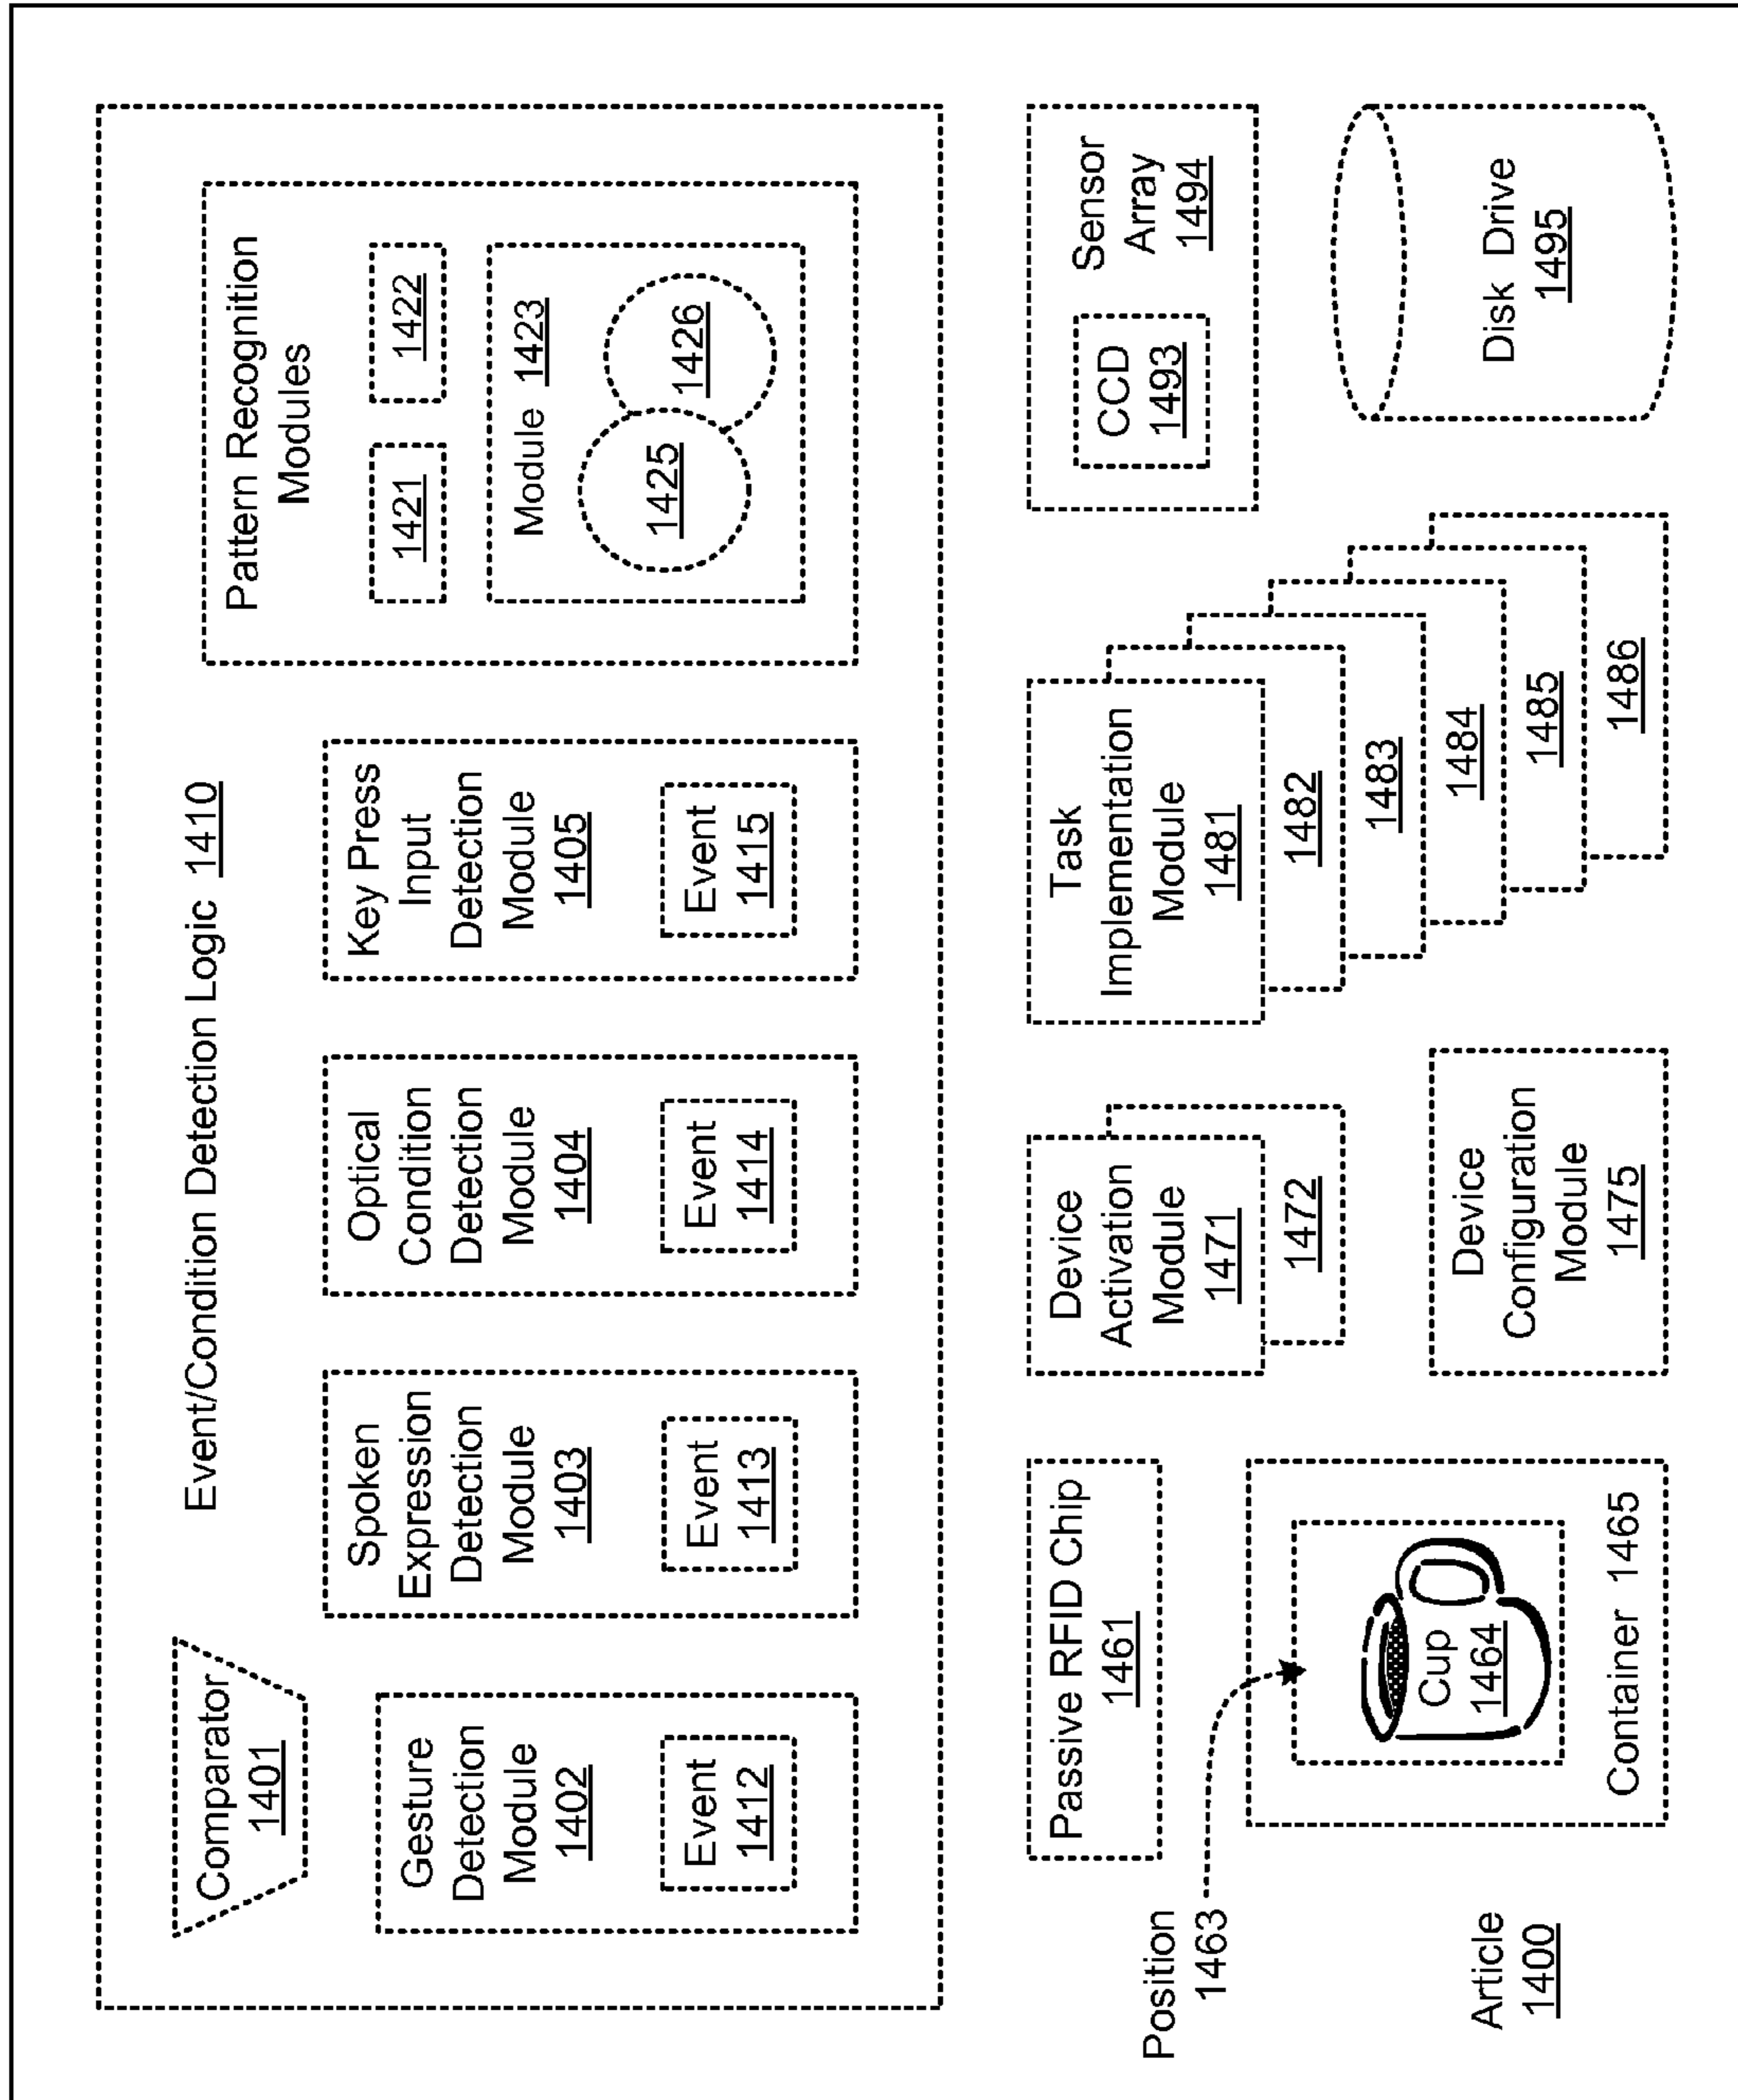 Event/Condition Detection Logic 1410
Comparator
1401
Gesture
Detection
Module
1402
Event
1412
Spoken
Expression
Detection
Module
1403
Event
1413
Optical
Condition
Detection
Module
1404
Event
1414
Key Press
Input
Detection
Module
1405
Event
1415
Pattern Recognition
Modules
1421
1422
Module 1423
1425
1426
Position
1463
Article
1400
Passive RFID Chip
1461
Cup
1464
Container 1465
Device
Activation
Module
1471
1472
Device
Configuration
Module
1475
Task
Implementation
Module
1481
1482
1483
1484
1485
1486
Sensor
Array
1494
CCD
1493
Disk Drive
1495